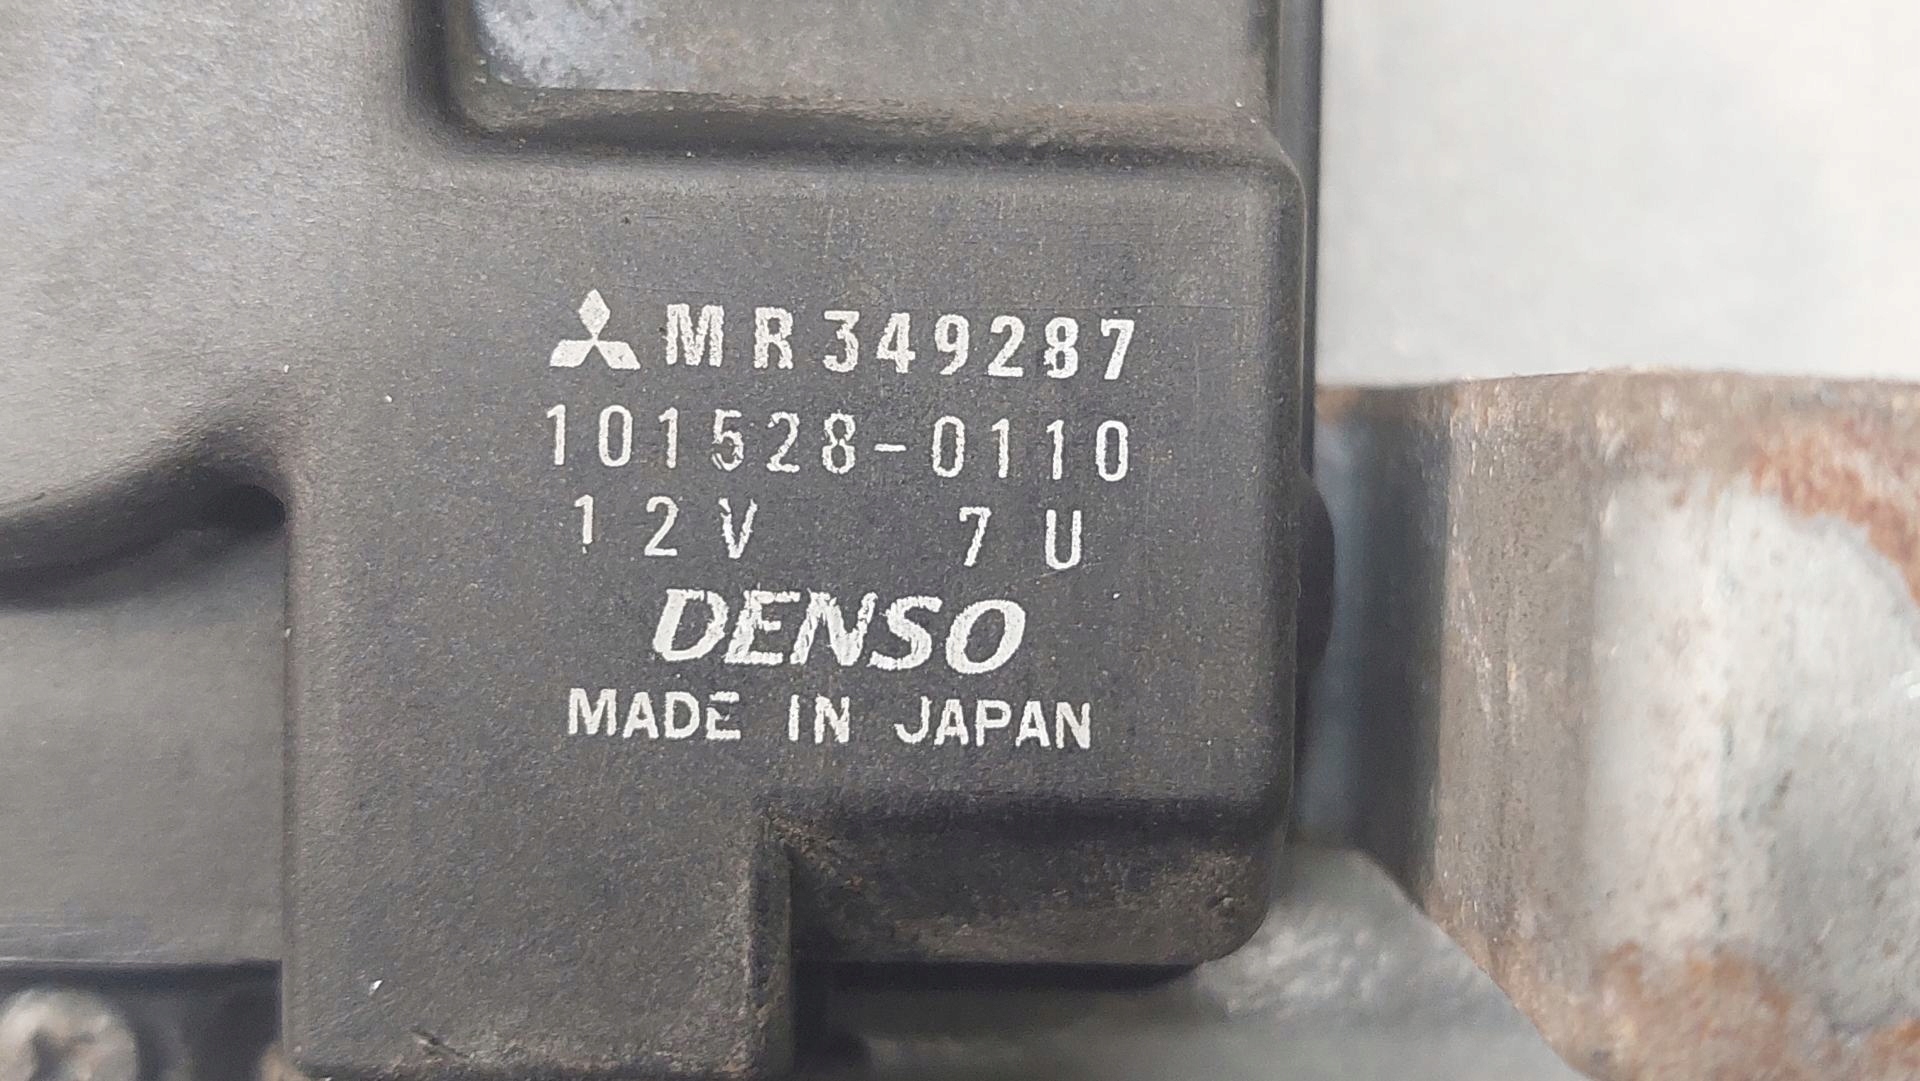 MR349287
101528-0110
12V 7U
DENSO
MADE IN JAPAN